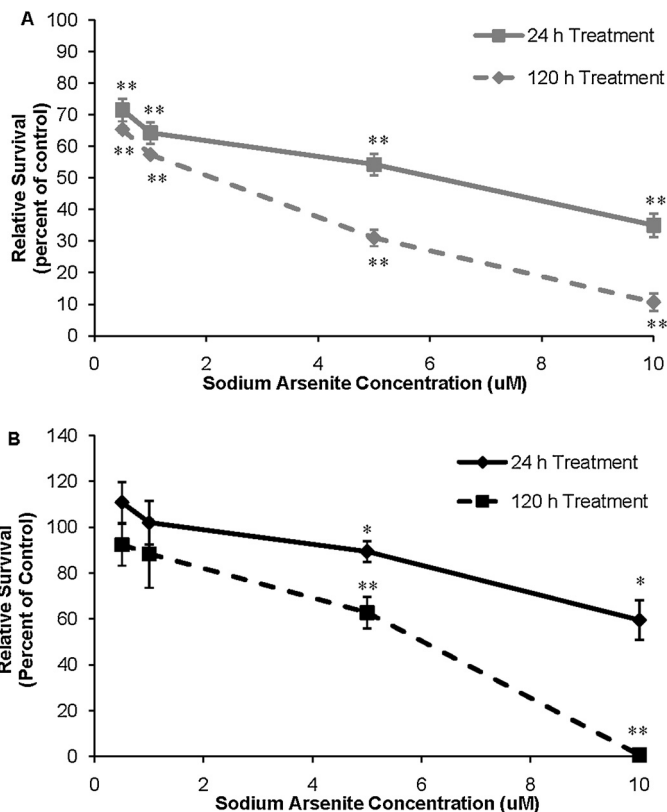 A
100
90
80
70
60
50
40
30
20
10
0
Relative Survival
(percent of control)
24 h Treatment
120 h Treatment
** ** ** **
** ** ** **
0 2 4 6 8 10
Sodium Arsenite Concentration (uM)
B
140
120
100
80
60
40
20
0
Relative Survival
(Percent of Control)
24 h Treatment
120 h Treatment
* *
** **
0 2 4 6 8 10
Sodium Arsenite Concentration (uM)